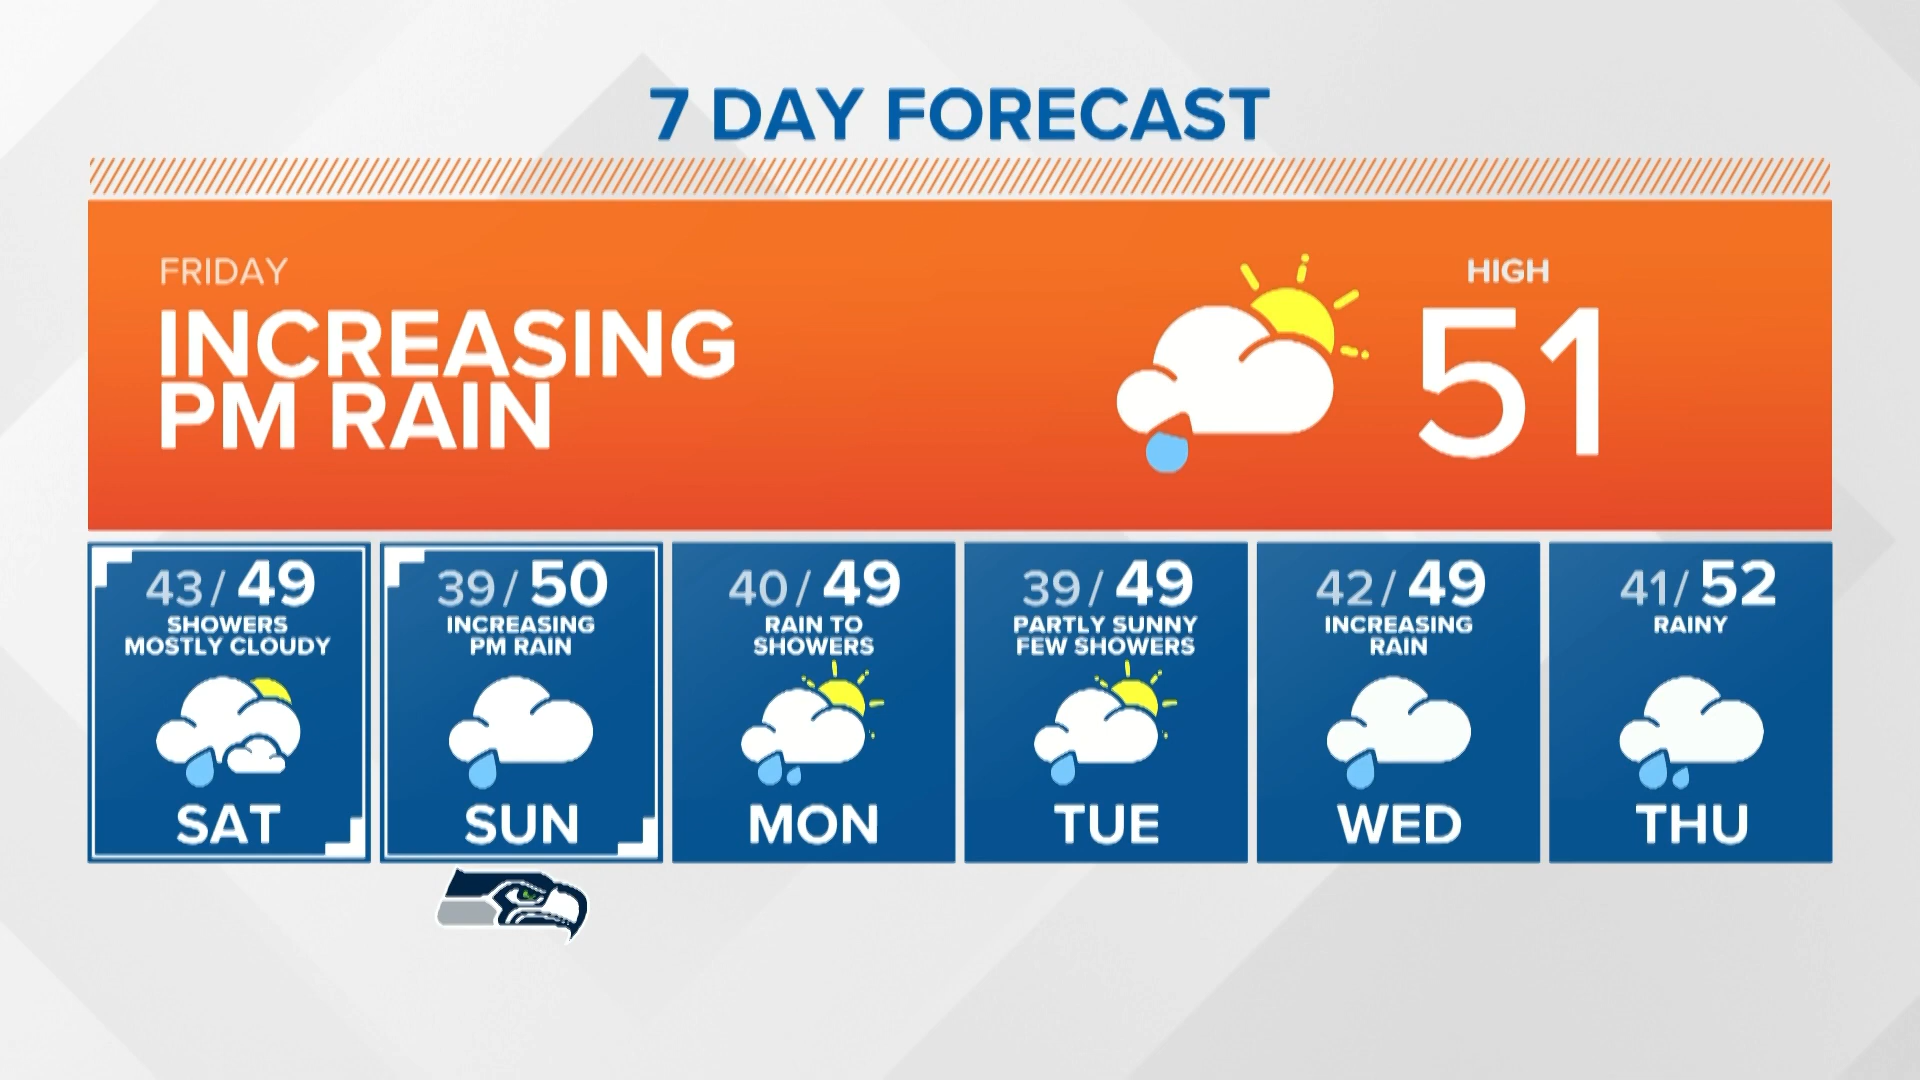 7 DAY FORECAST
FRIDAY
INCREASING
PM RAIN
HIGH
51
43/ 49
SHOWERS
MOSTLY CLOUDY
SAT
39/ 50
INCREASING
PM RAIN
SUN
40/ 49
RAIN TO
SHOWERS
MON
39/ 49
PARTLY SUNNY
FEW SHOWERS
TUE
42/ 49
INCREASING
RAIN
WED
41/ 52
RAINY
THU